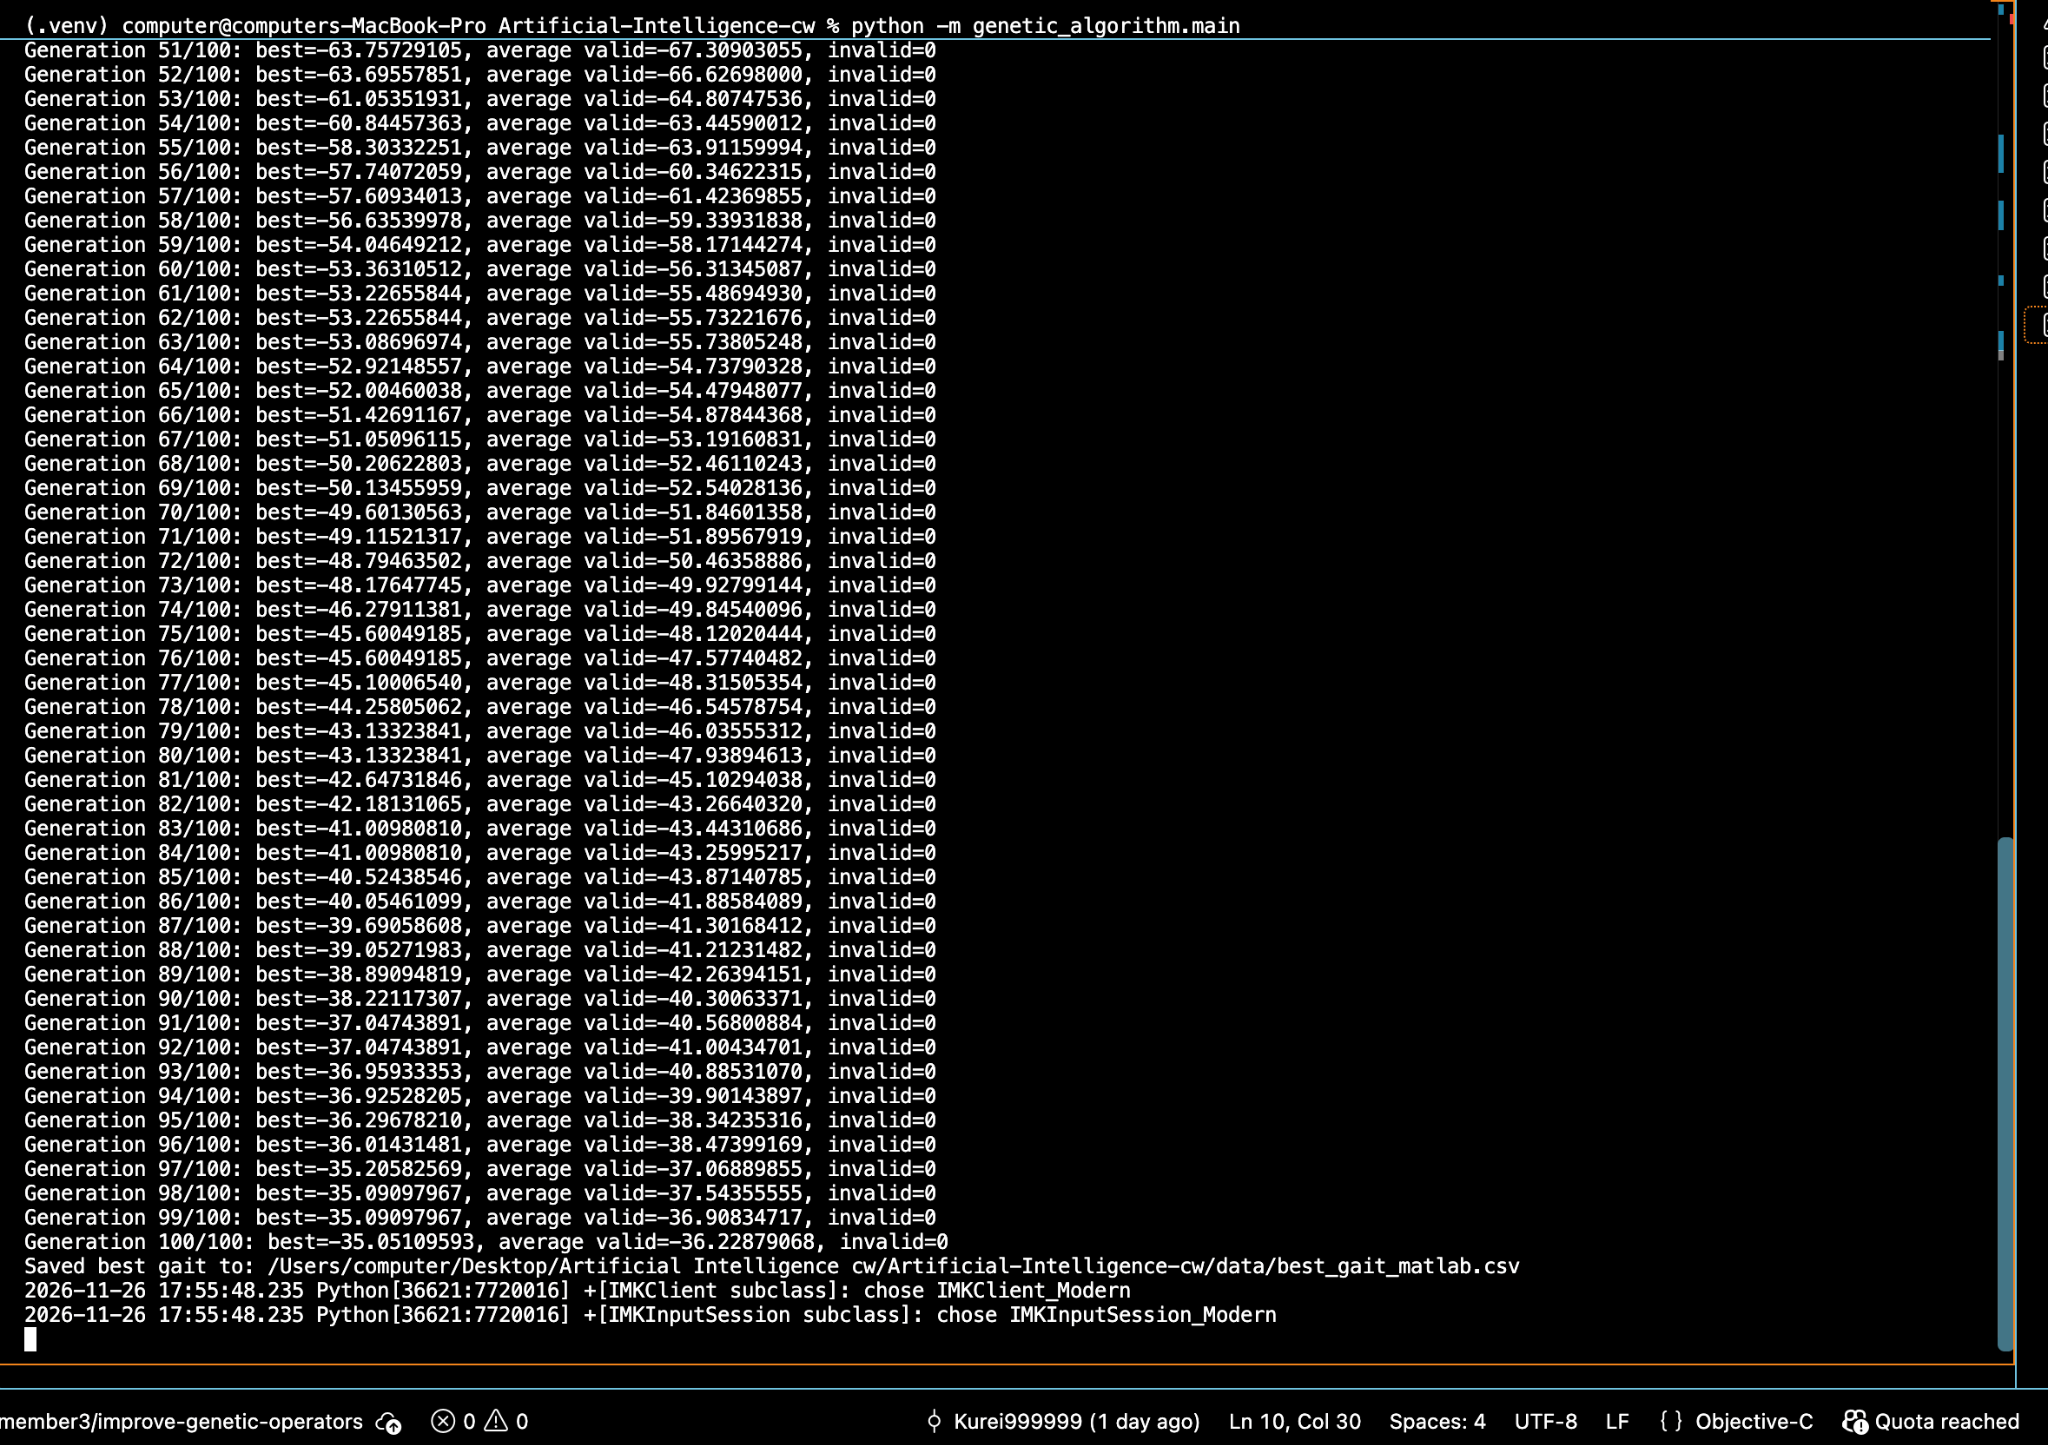 (.venv) computer@computers-MacBook-Pro Artificial-Intelligence-cw % python -m genetic_algorithm.main
Generation 51/100: best=-63.75729105, average valid=-67.30903055, invalid=0
Generation 52/100: best=-63.69557851, average valid=-66.62698000, invalid=0
Generation 53/100: best=-61.05351931, average valid=-64.80747536, invalid=0
Generation 54/100: best=-60.84457363, average valid=-63.44590012, invalid=0
Generation 55/100: best=-58.30332251, average valid=-63.91159994, invalid=0
Generation 56/100: best=-57.74072059, average valid=-60.34622315, invalid=0
Generation 57/100: best=-57.60934013, average valid=-61.42369855, invalid=0
Generation 58/100: best=-56.63539978, average valid=-59.33931838, invalid=0
Generation 59/100: best=-54.04649212, average valid=-58.17144274, invalid=0
Generation 60/100: best=-53.36310512, average valid=-56.31345087, invalid=0
Generation 61/100: best=-53.22655844, average valid=-55.48694930, invalid=0
Generation 62/100: best=-53.22655844, average valid=-55.73221676, invalid=0
Generation 63/100: best=-53.08696974, average valid=-55.73805248, invalid=0
Generation 64/100: best=-52.92148557, average valid=-54.73790328, invalid=0
Generation 65/100: best=-52.00460038, average valid=-54.47948077, invalid=0
Generation 66/100: best=-51.42691167, average valid=-54.87844368, invalid=0
Generation 67/100: best=-51.05096115, average valid=-53.19160831, invalid=0
Generation 68/100: best=-50.20622803, average valid=-52.46110243, invalid=0
Generation 69/100: best=-50.13455959, average valid=-52.54028136, invalid=0
Generation 70/100: best=-49.60130563, average valid=-51.84601358, invalid=0
Generation 71/100: best=-49.11521317, average valid=-51.89567919, invalid=0
Generation 72/100: best=-48.79463502, average valid=-50.46358886, invalid=0
Generation 73/100: best=-48.17647745, average valid=-49.92799144, invalid=0
Generation 74/100: best=-46.27911381, average valid=-49.84540096, invalid=0
Generation 75/100: best=-45.60049185, average valid=-48.12020444, invalid=0
Generation 76/100: best=-45.60049185, average valid=-47.57740482, invalid=0
Generation 77/100: best=-45.10006540, average valid=-48.31505354, invalid=0
Generation 78/100: best=-44.25805062, average valid=-46.54578754, invalid=0
Generation 79/100: best=-43.13323841, average valid=-46.03555312, invalid=0
Generation 80/100: best=-43.13323841, average valid=-47.93894613, invalid=0
Generation 81/100: best=-42.64731846, average valid=-45.10294038, invalid=0
Generation 82/100: best=-42.18131065, average valid=-43.26640320, invalid=0
Generation 83/100: best=-41.00980810, average valid=-43.44310686, invalid=0
Generation 84/100: best=-41.00980810, average valid=-43.25995217, invalid=0
Generation 85/100: best=-40.52438546, average valid=-43.87140785, invalid=0
Generation 86/100: best=-40.05461099, average valid=-41.88584089, invalid=0
Generation 87/100: best=-39.69058608, average valid=-41.30168412, invalid=0
Generation 88/100: best=-39.05271983, average valid=-41.21231482, invalid=0
Generation 89/100: best=-38.89094819, average valid=-42.26394151, invalid=0
Generation 90/100: best=-38.22117307, average valid=-40.30063371, invalid=0
Generation 91/100: best=-37.04743891, average valid=-40.56800884, invalid=0
Generation 92/100: best=-37.04743891, average valid=-41.00434701, invalid=0
Generation 93/100: best=-36.95933353, average valid=-40.88531070, invalid=0
Generation 94/100: best=-36.92528205, average valid=-39.90143897, invalid=0
Generation 95/100: best=-36.29678210, average valid=-38.34235316, invalid=0
Generation 96/100: best=-36.01431481, average valid=-38.47399169, invalid=0
Generation 97/100: best=-35.20582569, average valid=-37.06889855, invalid=0
Generation 98/100: best=-35.09097967, average valid=-37.54355555, invalid=0
Generation 99/100: best=-35.09097967, average valid=-36.90834717, invalid=0
Generation 100/100: best=-35.05109593, average valid=-36.22879068, invalid=0
Saved best gait to: /Users/computer/Desktop/Artificial Intelligence cw/Artificial-Intelligence-cw/data/best_gait_matlab.csv
2026-11-26 17:55:48.235 Python[36621:7720016] +[IMKClient subclass]: chose IMKClient_Modern
2026-11-26 17:55:48.235 Python[36621:7720016] +[IMKInputSession subclass]: chose IMKInputSession_Modern
member3/improve-genetic-operators 0 0 Kurei999999 (1 day ago) Ln 10, Col 30 Spaces: 4 UTF-8 LF {} Objective-C Quota reached